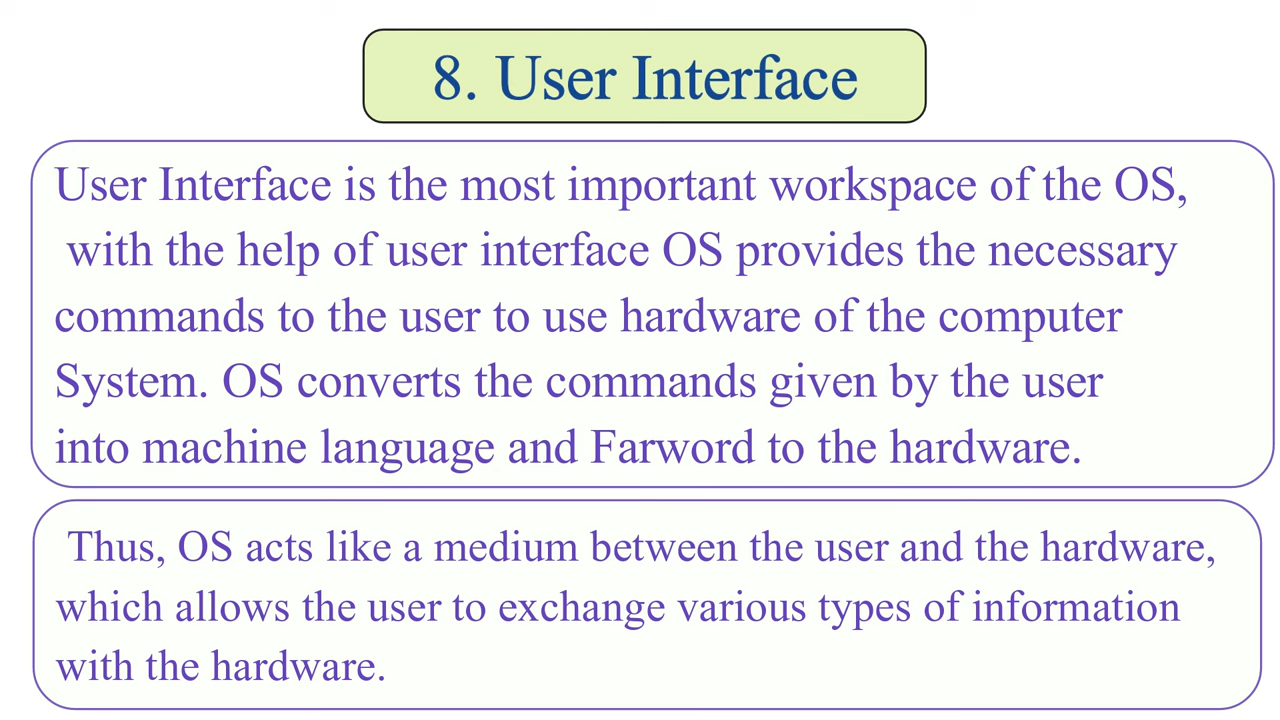 8. User Interface
User Interface is the most important workspace of the OS,
with the help of user interface OS provides the necessary
commands to the user to use hardware of the computer
System. OS converts the commands given by the user
into machine language and Farword to the hardware.
Thus, OS acts like a medium between the user and the hardware,
which allows the user to exchange various types of information
with the hardware.